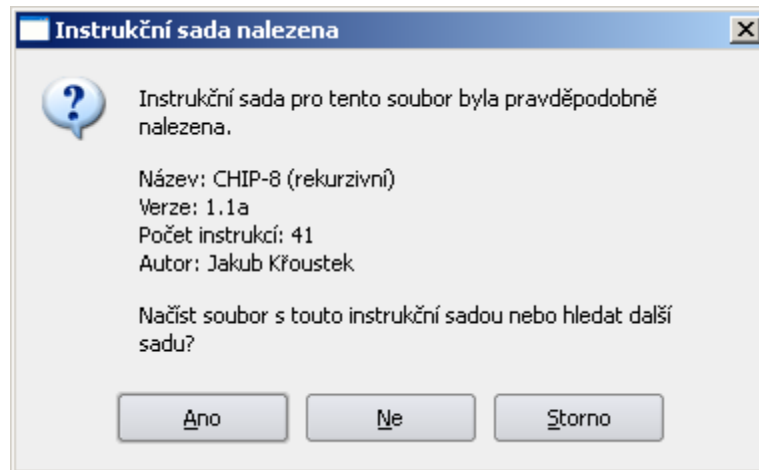 Instrukční sada nalezena
Instrukční sada pro tento soubor byla pravděpodobně
nalezena.
Název: CHIP-8 (rekurzivní)
Verze: 1.1a
Počet instrukcí: 41
Autor: Jakub Křoustek
Načíst soubor s touto instrukční sadou nebo hledat další
sadu?
Ano
Ne
Storno